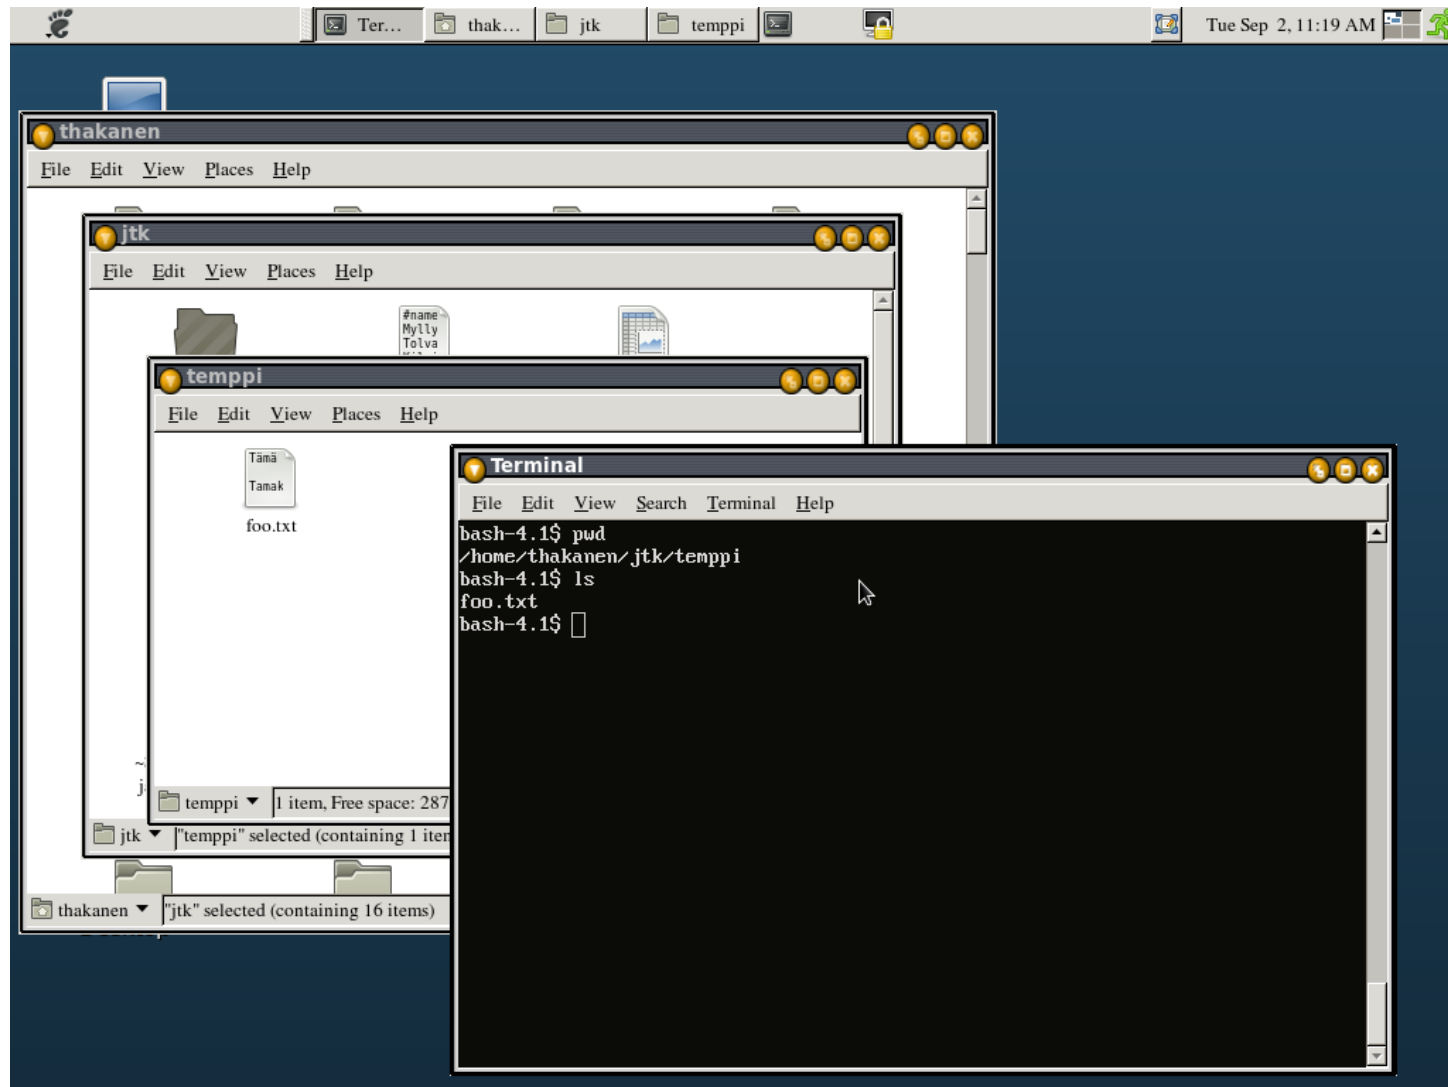 Ter...
thak...
jtk
temppi
Tue Sep 2, 11:19 AM
thakanen
File Edit View Places Help
jtk
File Edit View Places Help
#name
Mylly
Tolva
temppi
File Edit View Places Help
Tämä
Tamak
foo.txt
Terminal
File Edit View Search Terminal Help
bash-4.1$ pwd
/home/thakanen/jtk/temppi
bash-4.1$ ls
foo.txt
bash-4.1$
temppi
1 item, Free space: 287
jtk
"temppi" selected (containing 1 item
thakanen
"jtk" selected (containing 16 items)